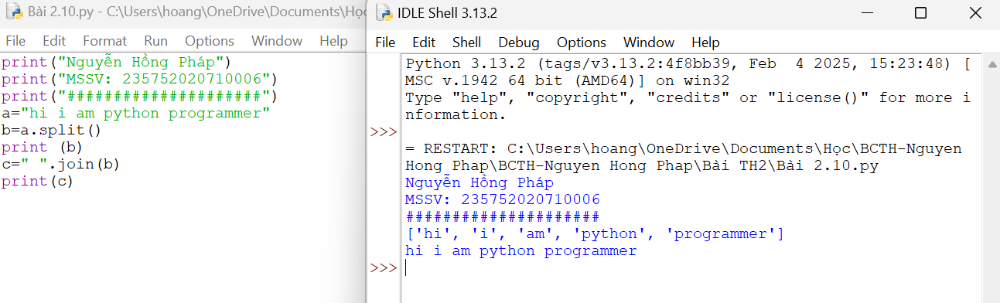 Bài 2.10.py - C:\Users\hoang\OneDrive\Documents\Học
File Edit Format Run Options Window Help
print("Nguyễn Hồng Pháp")
print("MSSV: 235752020710006")
print("#####################")
a="hi i am python programmer"
b=a.split()
print (b)
c=" ".join(b)
print(c)
IDLE Shell 3.13.2
File Edit Shell Debug Options Window Help
Python 3.13.2 (tags/v3.13.2:4f8bb39, Feb  4 2025, 15:23:48) [
MSC v.1942 64 bit (AMD64)] on win32
Type "help", "copyright", "credits" or "license()" for more i
nformation.
>>>
= RESTART: C:\Users\hoang\OneDrive\Documents\Học\BCTH-Nguyen
Hong Phap\BCTH-Nguyen Hong Phap\Bài TH2\Bài 2.10.py
Nguyễn Hồng Pháp
MSSV: 235752020710006
#####################
['hi', 'i', 'am', 'python', 'programmer']
hi i am python programmer
>>>